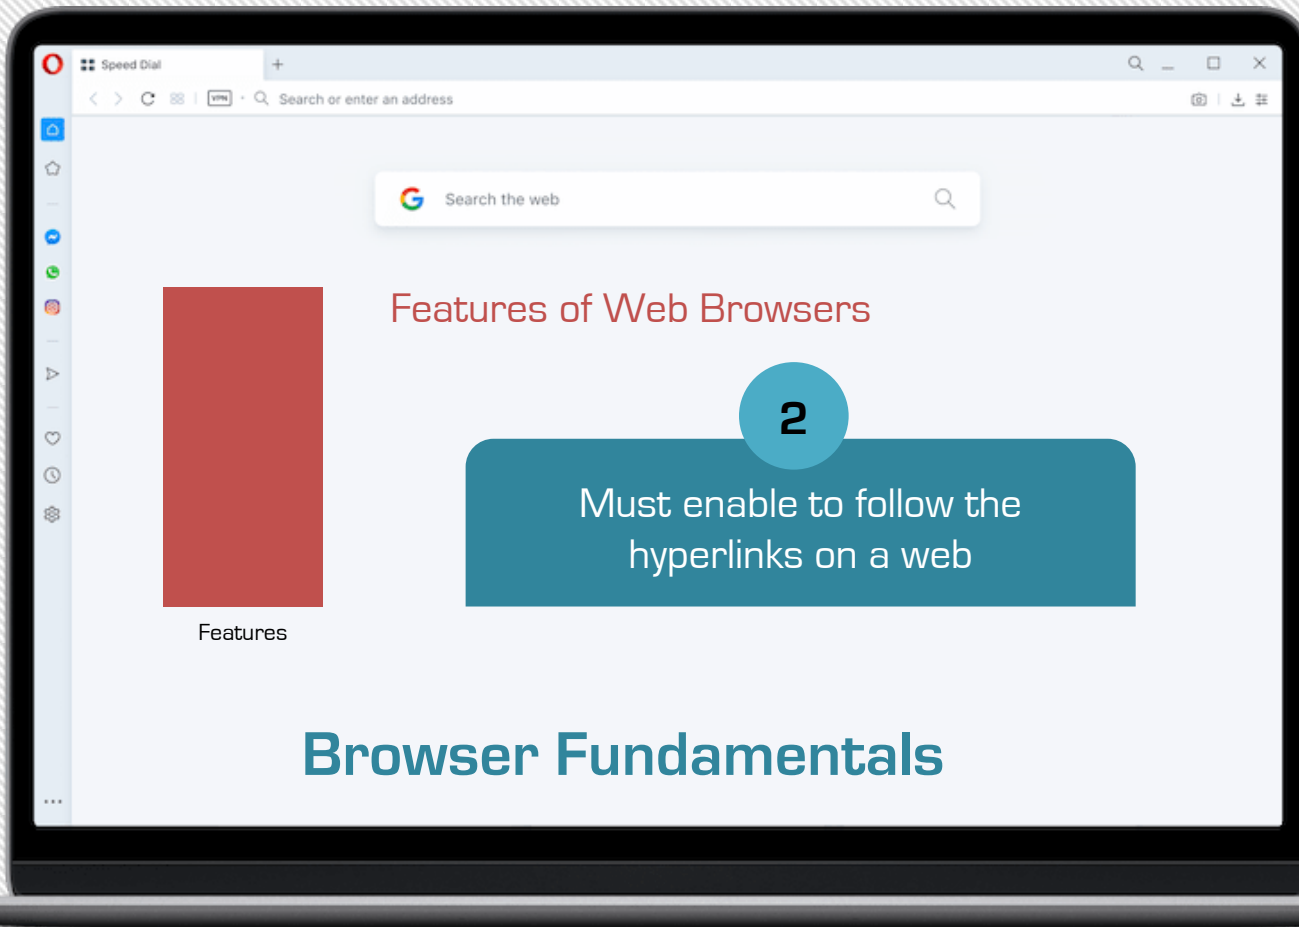 Speed Dial
VPN
Search or enter an address
Search the web
Features of Web Browsers
2
Must enable to follow the
hyperlinks on a web
Features
Browser Fundamentals